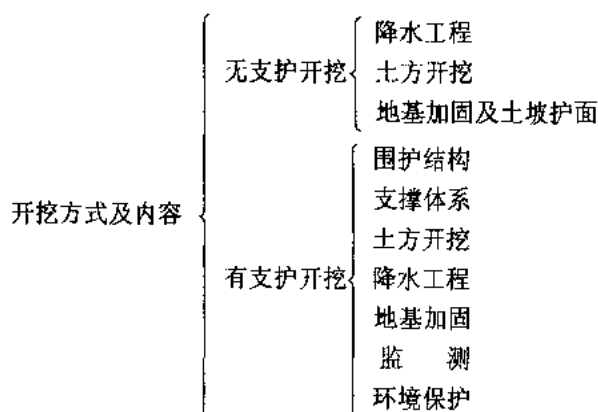 降水工程
无支护开挖
土方开挖
地基加固及土坡护面
围护结构
支撑体系
开挖方式及内容
土方开挖
有支护开挖
降水工程
地基加固
监 测
环境保护